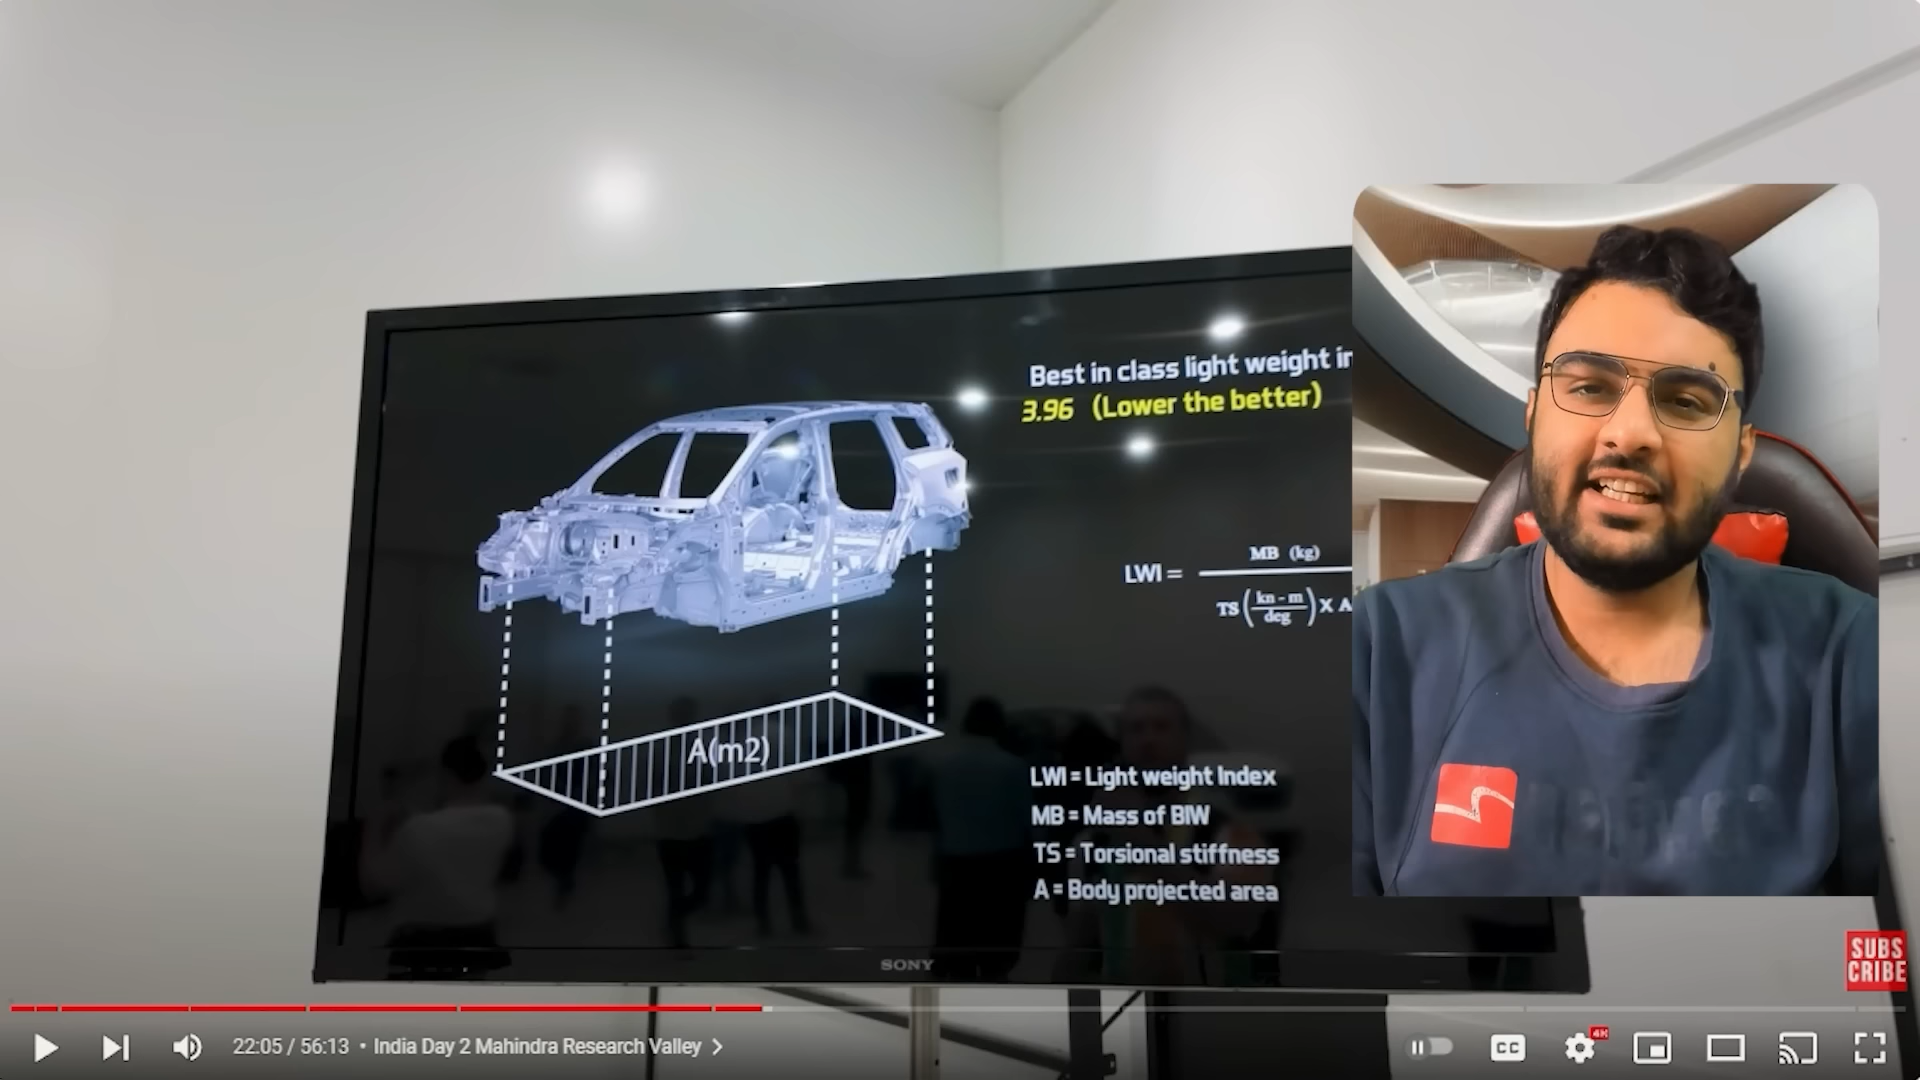 Best in class light weight in
3.96 (Lower the better)
LWI =
MB (kg)
TS (kn - m
deg) X A
A(m2)
LWI = Light weight Index
MB = Mass of BIW
TS = Torsional stiffness
A = Body projected area
SONY
SUBS
CRIBE
22:05 / 56:13 • India Day 2 Mahindra Research Valley >
CC
4K